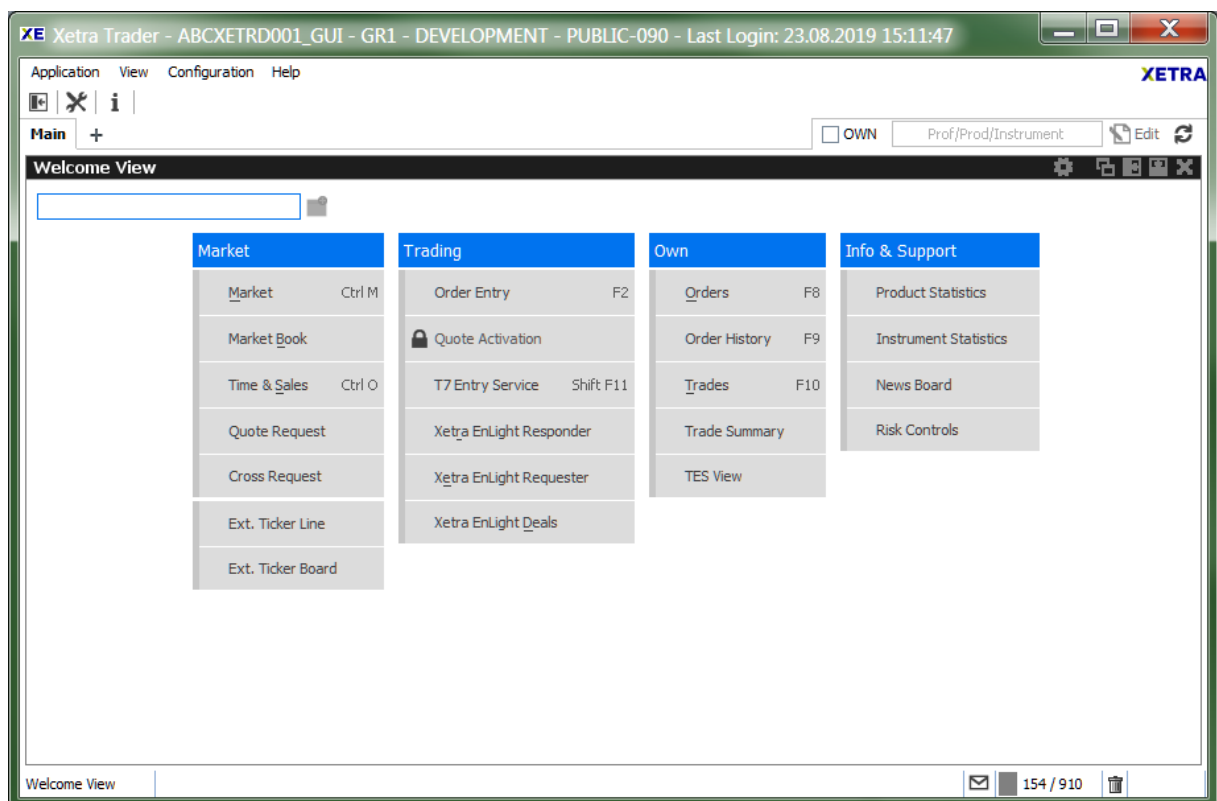 XE Xetra Trader - ABCXETRD001_GUI - GR1 - DEVELOPMENT - PUBLIC-090 - Last Login: 23.08.2019 15:11:47
Application View Configuration Help
XETRA
Main +
OWN Prof/Prod/Instrument Edit
Welcome View
Market
Market Ctrl M
Market Book
Time & Sales Ctrl O
Quote Request
Cross Request
Ext. Ticker Line
Ext. Ticker Board
Trading
Order Entry F2
Quote Activation
T7 Entry Service Shift F11
Xetra EnLight Responder
Xetra EnLight Requester
Xetra EnLight Deals
Own
Orders F8
Order History F9
Trades F10
Trade Summary
TES View
Info & Support
Product Statistics
Instrument Statistics
News Board
Risk Controls
Welcome View 154 / 910